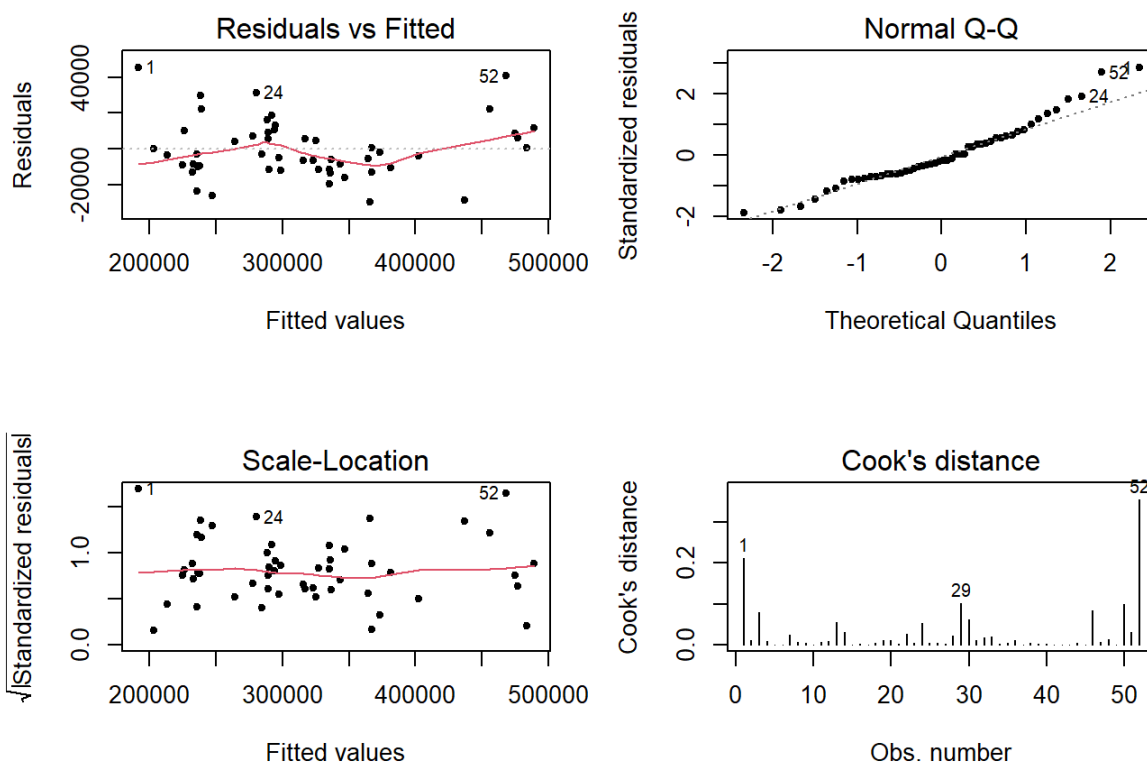 Residuals vs Fitted
Residuals
40000
-20000
1
24
52
200000 300000 400000 500000
Fitted values
Normal Q-Q
Standardized residuals
2
0
-2
1
52
24
-2 -1 0 1 2
Theoretical Quantiles
Scale-Location
√|Standardized residuals|
1.0
0.0
1
24
52
200000 300000 400000 500000
Fitted values
Cook's distance
Cook's distance
0.2
0.0
1
29
52
0 10 20 30 40 50
Obs. number